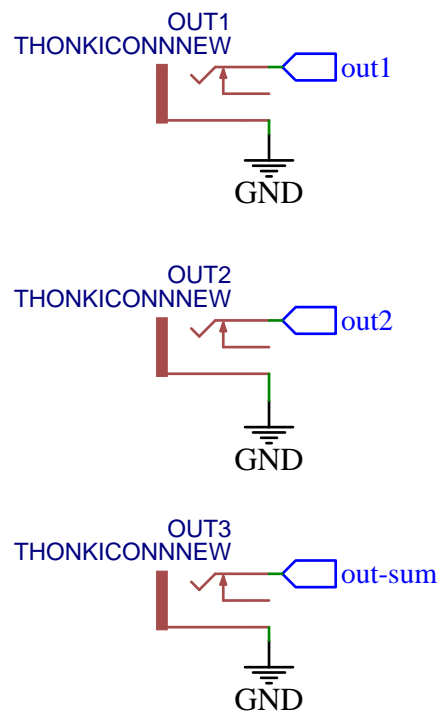 OUT1
THONKICONNNEW
out1
GND
OUT2
THONKICONNNEW
out2
GND
OUT3
THONKICONNNEW
out-sum
GND